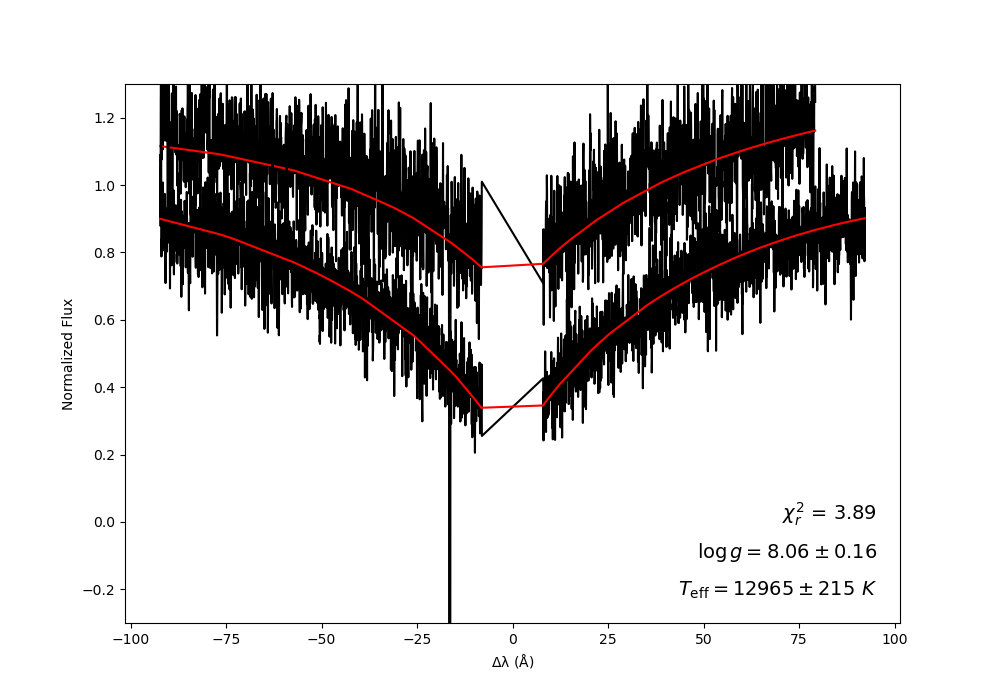 1.2
1.0
0.8
0.6
0.4
0.2
0.0
−0.2
Normalized Flux
χ²ᵣ = 3.89
log g = 8.06 ± 0.16
T_eff = 12965 ± 215 K
−100 −75 −50 −25 0 25 50 75 100
Δλ (Å)